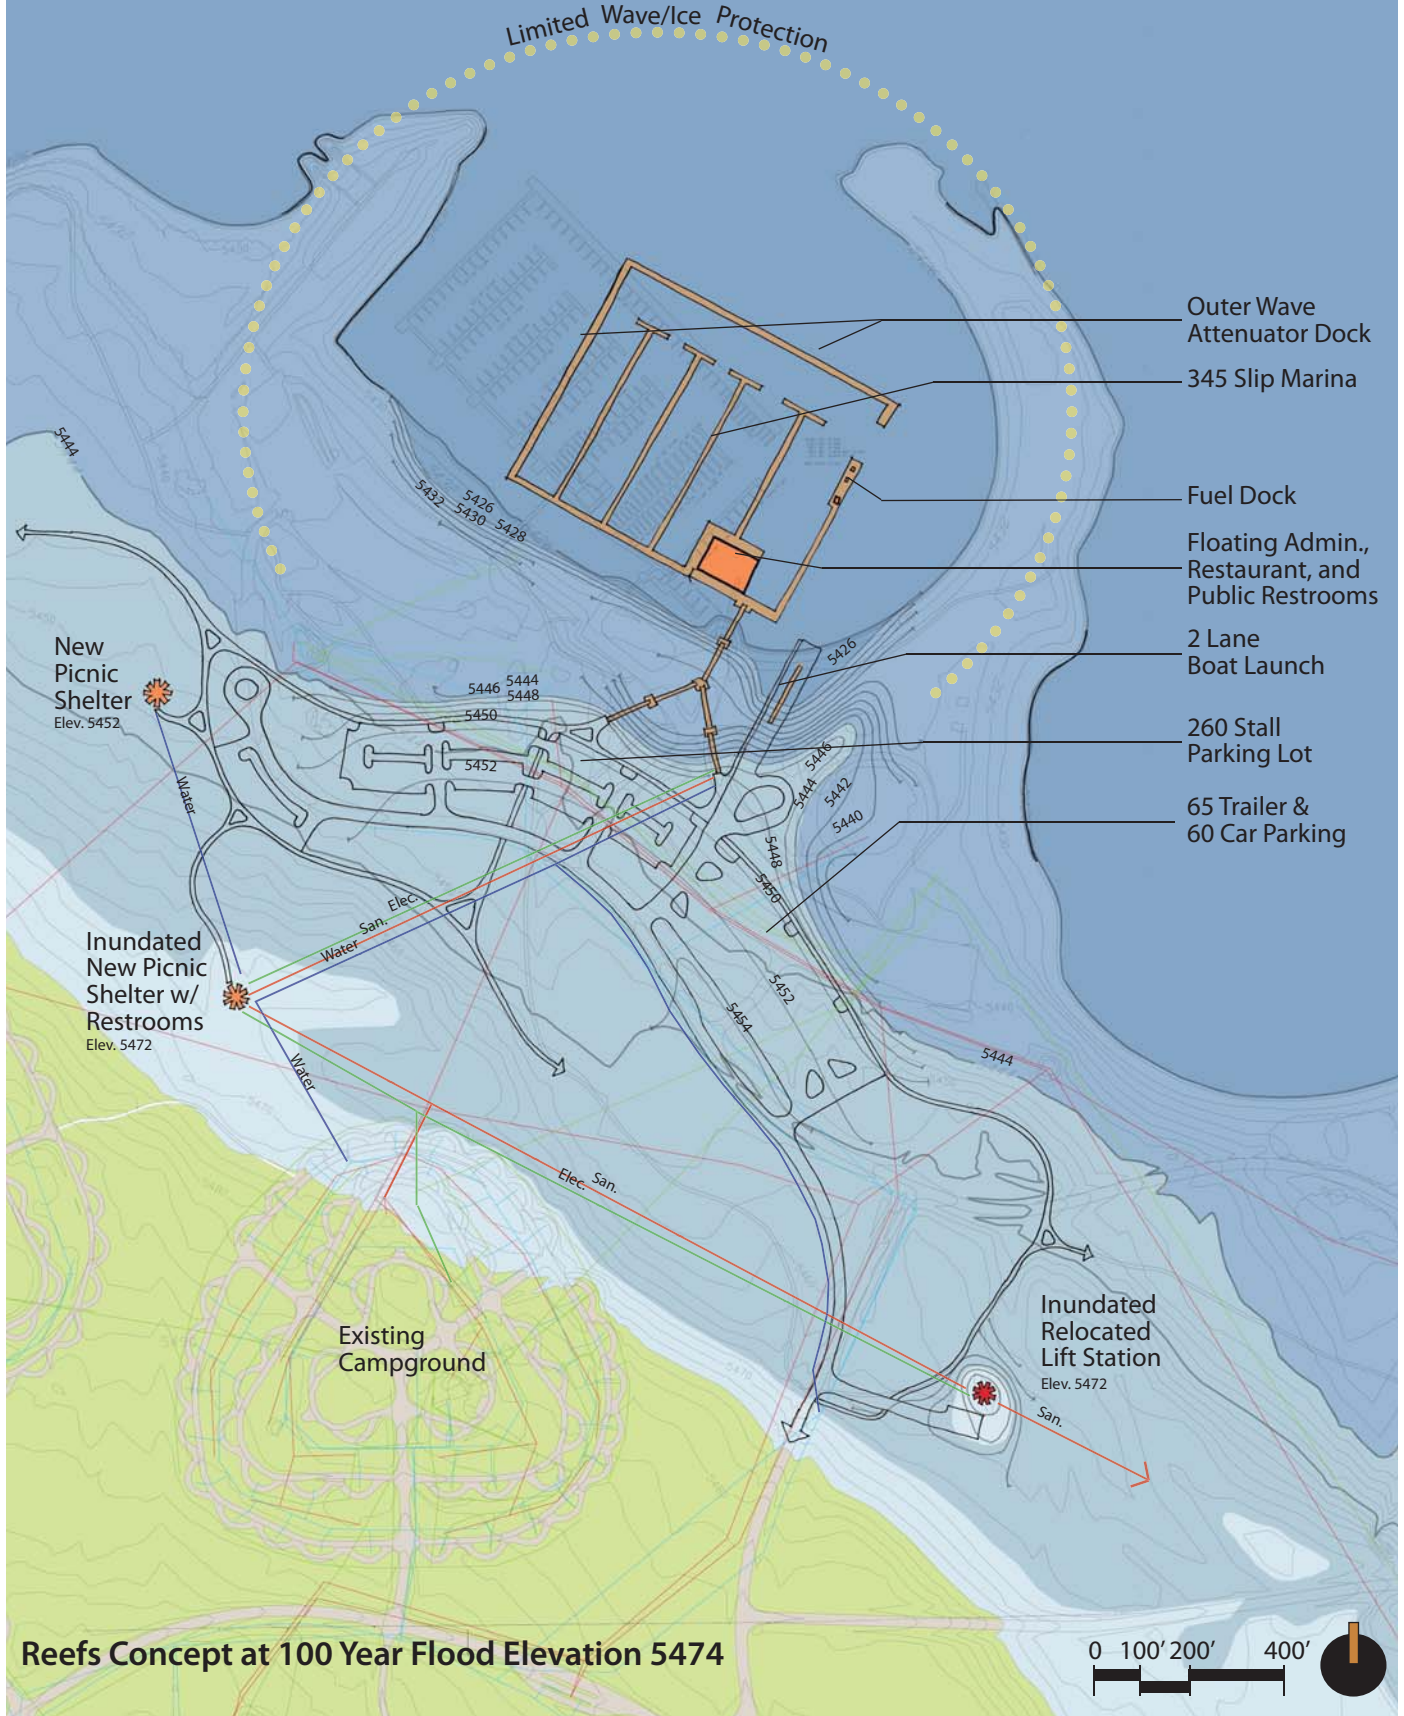 Limited Wave/Ice Protection
Outer Wave
Attenuator Dock
345 Slip Marina
Fuel Dock
Floating Admin.,
Restaurant, and
Public Restrooms
2 Lane
Boat Launch
260 Stall
Parking Lot
65 Trailer &
60 Car Parking
5444
5432
5426
5430
5428
5426
New
Picnic
Shelter
Elev. 5452
5446
5444
5448
5450
5452
5446
5444
5442
5440
5448
5450
5452
5454
5444
Water
San.
Elec.
Water
Inundated
New Picnic
Shelter w/
Restrooms
Elev. 5472
Water
Elec.
San.
Existing
Campground
Inundated
Relocated
Lift Station
Elev. 5472
San.
Reefs Concept at 100 Year Flood Elevation 5474
0 100' 200' 400'